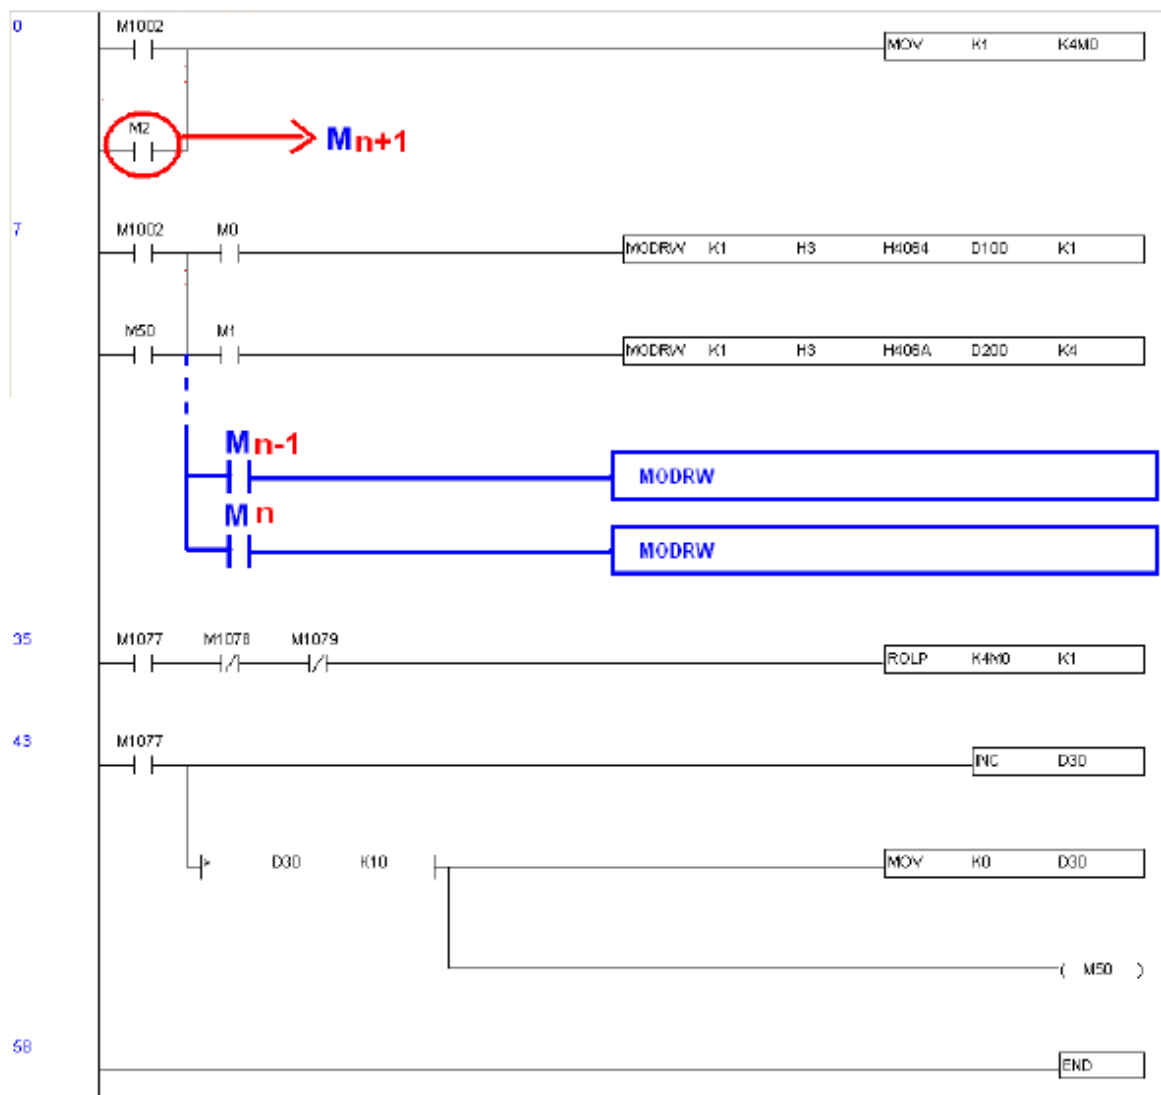 0
M1002
MOV K1 K4M0
M2
Mn+1
7
M1002 M0
MODRW K1 H3 H4064 D100 K1
M50 M1
MODRW K1 H3 H406A D200 K4
Mn-1
MODRW
Mn
MODRW
35
M1077 M1078 M1079
ROLP K4M0 K1
43
M1077
INC D30
> D30 K10
MOV K0 D30
( M50 )
58
END